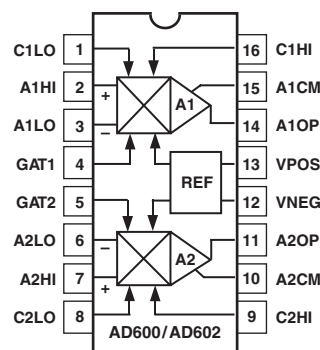 C1LO 1 16 C1HI
A1HI 2 + A1 15 A1CM
A1LO 3 − 14 A1OP
GAT1 4 REF 13 VPOS
GAT2 5 12 VNEG
A2LO 6 − A2 11 A2OP
A2HI 7 + 10 A2CM
C2LO 8 9 C2HI
AD600/AD602